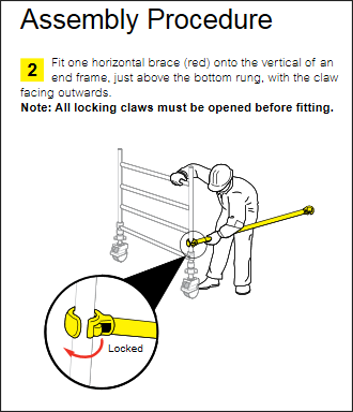 Assembly Procedure
2 Fit one horizontal brace (red) onto the vertical of an
end frame, just above the bottom rung, with the claw
facing outwards.
Note: All locking claws must be opened before fitting.
Locked